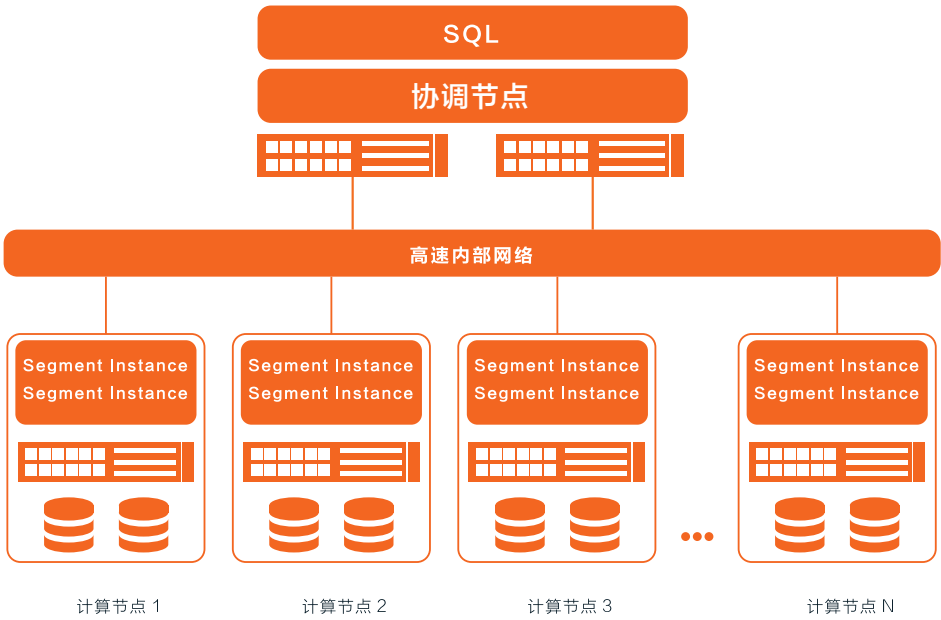 SQL
协调节点
高速内部网络
Segment Instance
Segment Instance
Segment Instance
Segment Instance
Segment Instance
Segment Instance
Segment Instance
Segment Instance
计算节点 1
计算节点 2
计算节点 3
计算节点 N